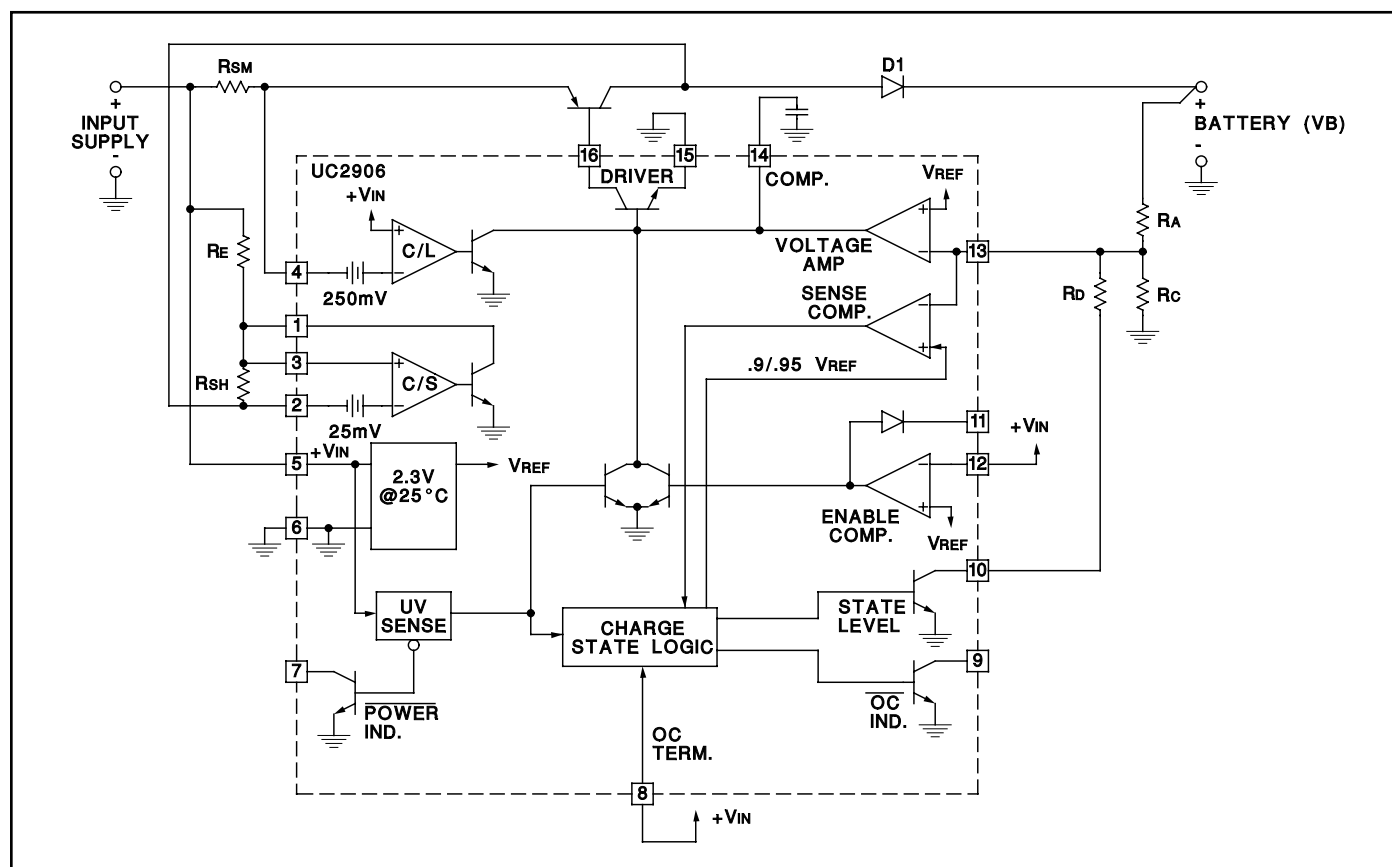 RSM
D1
+
INPUT
SUPPLY
-
+
BATTERY (VB)
-
16
15
14
UC2906
DRIVER
COMP.
+VIN
VREF
+
C/L
-
+
-
VOLTAGE
AMP
RA
RE
4
250mV
13
RD
RC
SENSE
COMP.
-
+
1
3
+
C/S
-
RSH
2
25mV
.9/.95 VREF
11
+VIN
5
+VIN
2.3V
@25°C
VREF
12
-
+
ENABLE
COMP.
VREF
6
10
UV
SENSE
STATE
LEVEL
CHARGE
STATE LOGIC
7
9
POWER
IND.
OC
IND.
OC
TERM.
8
+VIN